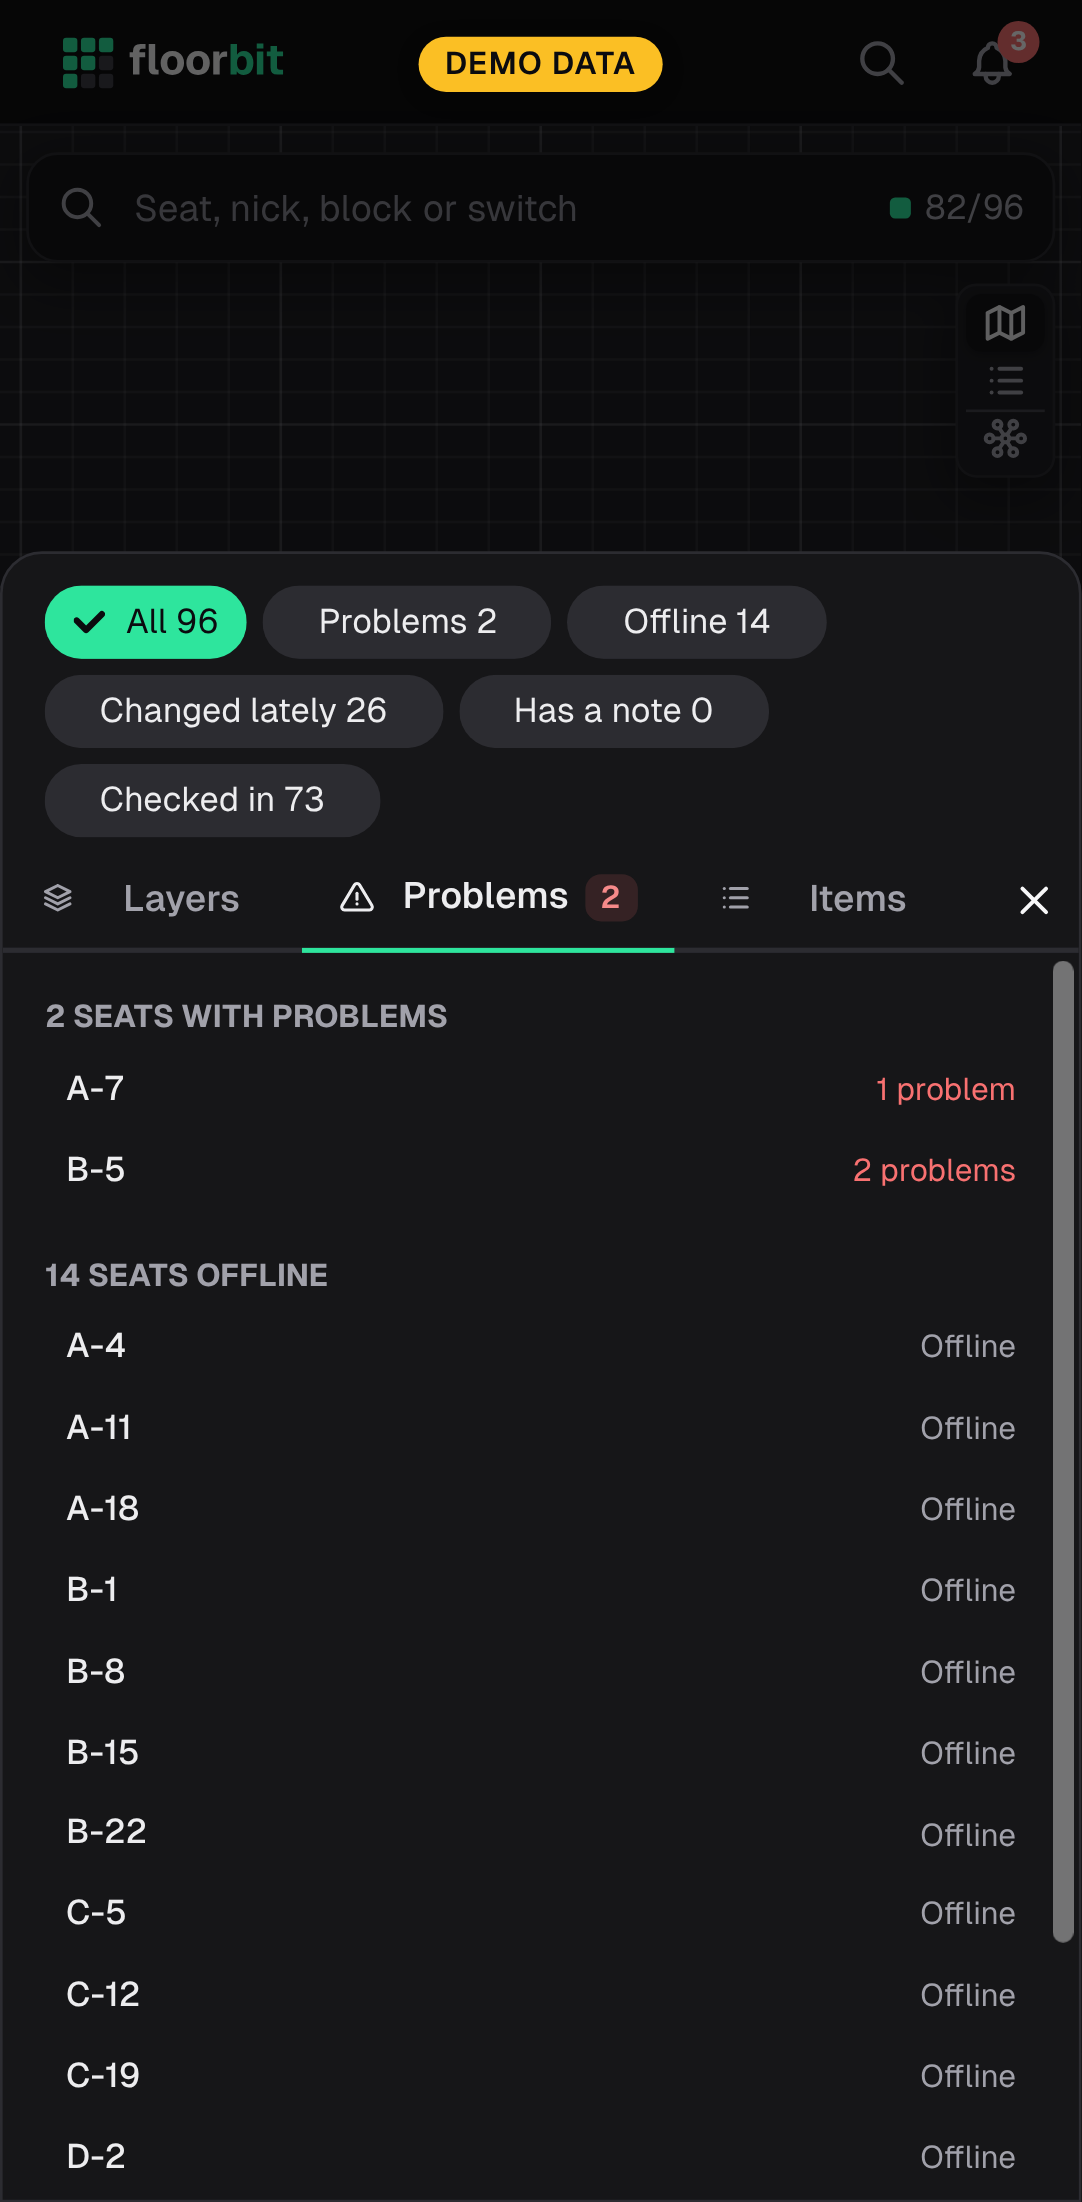 floorbit
DEMO DATA
3
Seat, nick, block or switch
82/96
All 96
Problems 2
Offline 14
Changed lately 26
Has a note 0
Checked in 73
Layers
Problems 2
Items
2 SEATS WITH PROBLEMS
A-7 1 problem
B-5 2 problems
14 SEATS OFFLINE
A-4 Offline
A-11 Offline
A-18 Offline
B-1 Offline
B-8 Offline
B-15 Offline
B-22 Offline
C-5 Offline
C-12 Offline
C-19 Offline
D-2 Offline